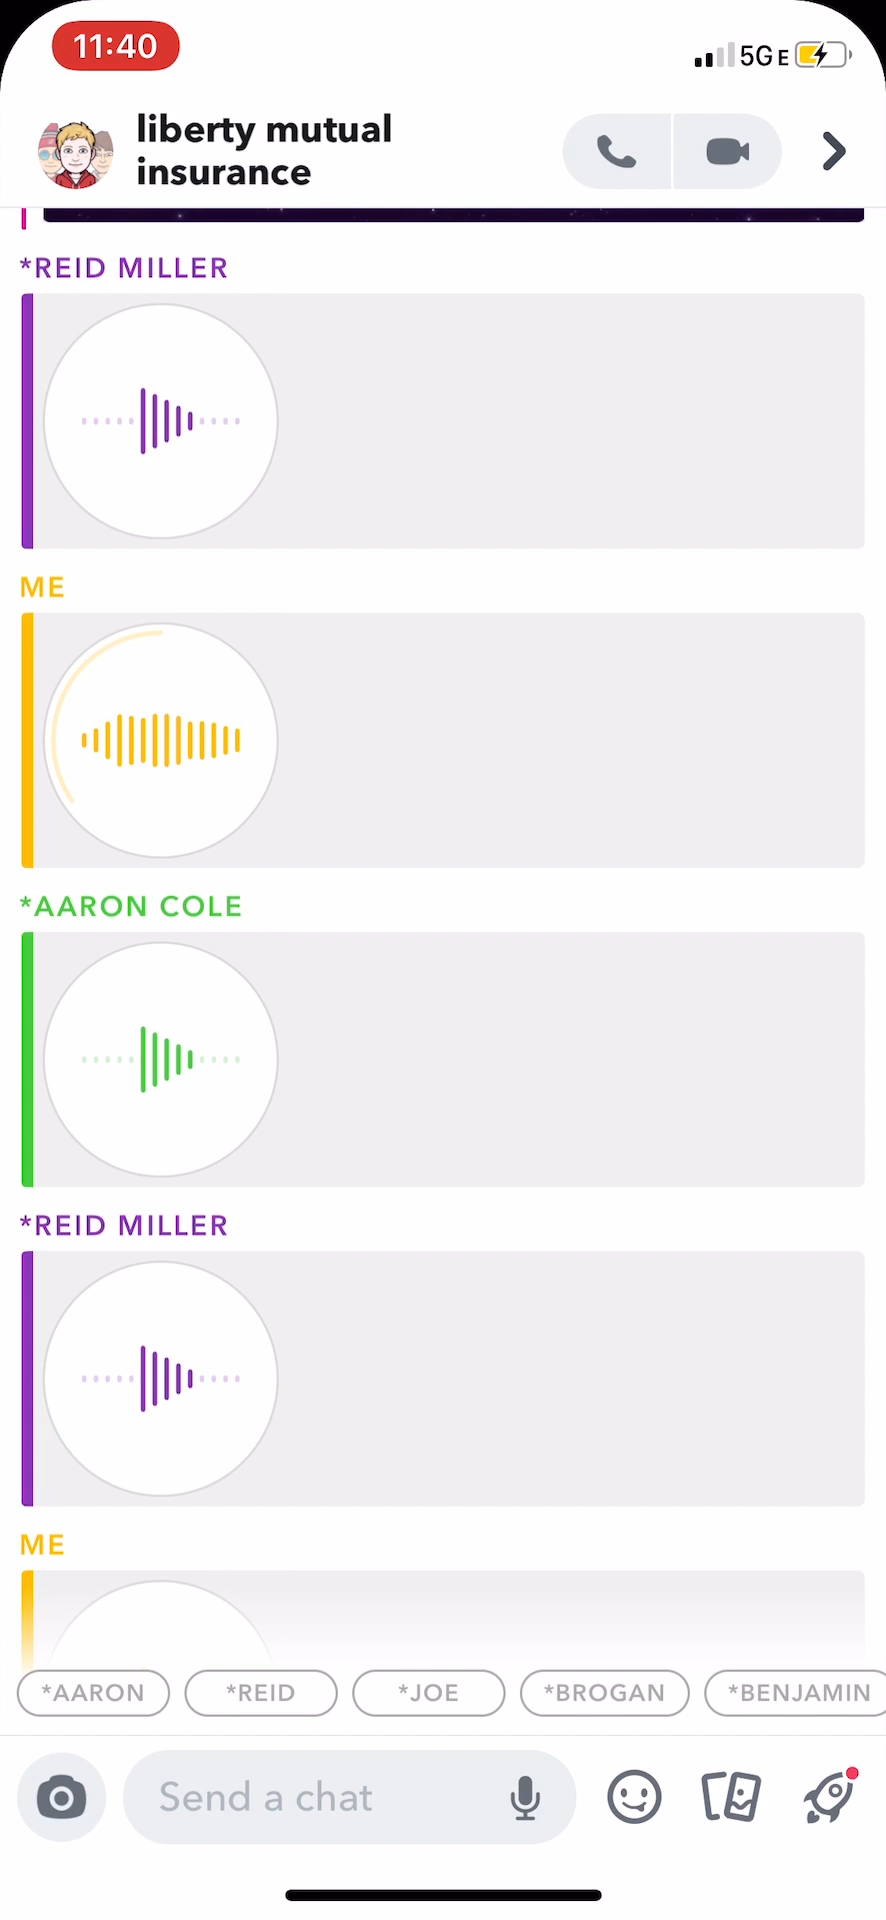 11:40
5G E
liberty mutual
insurance
*REID MILLER
ME
*AARON COLE
*REID MILLER
ME
*AARON *REID *JOE *BROGAN *BENJAMIN
Send a chat